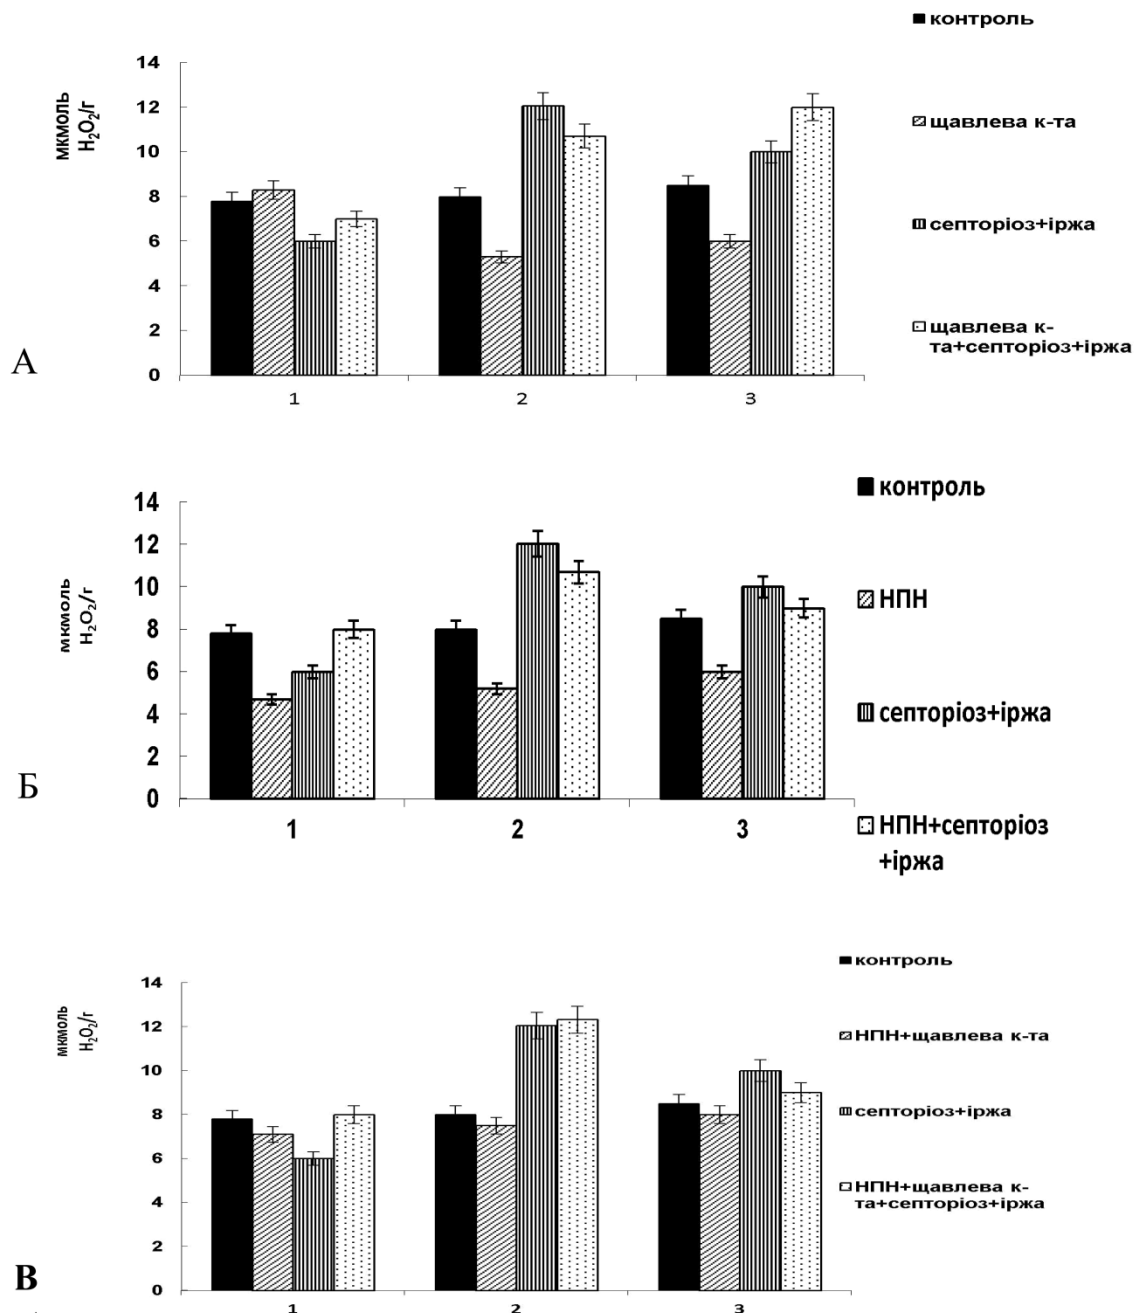 контроль
14
12
10
8
6
4
2
0
мкмоль
H₂O₂/г
щавлева к-та
септоріоз+іржа
щавлева к-
та+септоріоз+іржа
А
1 2 3
контроль
14
12
10
8
6
4
2
0
мкмоль
H₂O₂/г
НПН
септоріоз+іржа
НПН+септоріоз
+іржа
Б
1 2 3
контроль
14
12
10
8
6
4
2
0
мкмоль
H₂O₂/г
НПН+щавлева к-та
септоріоз+іржа
НПН+щавлева к-
та+септоріоз+іржа
В
1 2 3